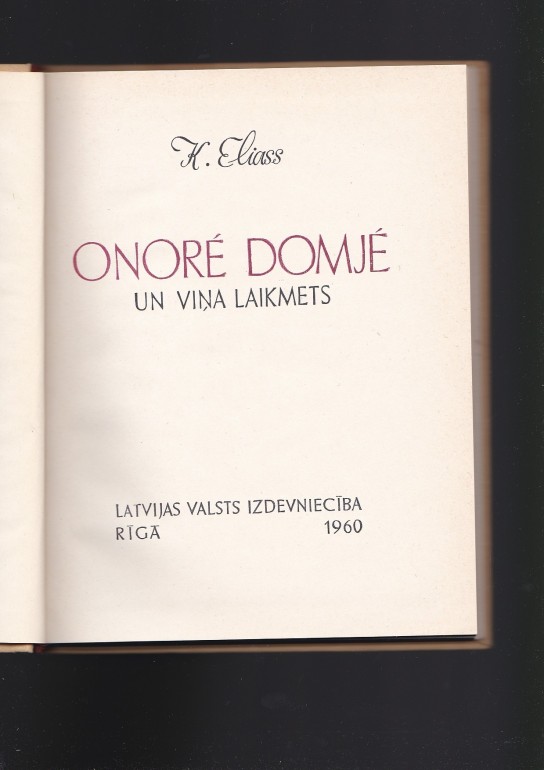 K. Eliass
ONORÉ DOMJÉ
UN VIŅA LAIKMETS
LATVIJAS VALSTS IZDEVNIECĪBA
RĪGĀ 1960